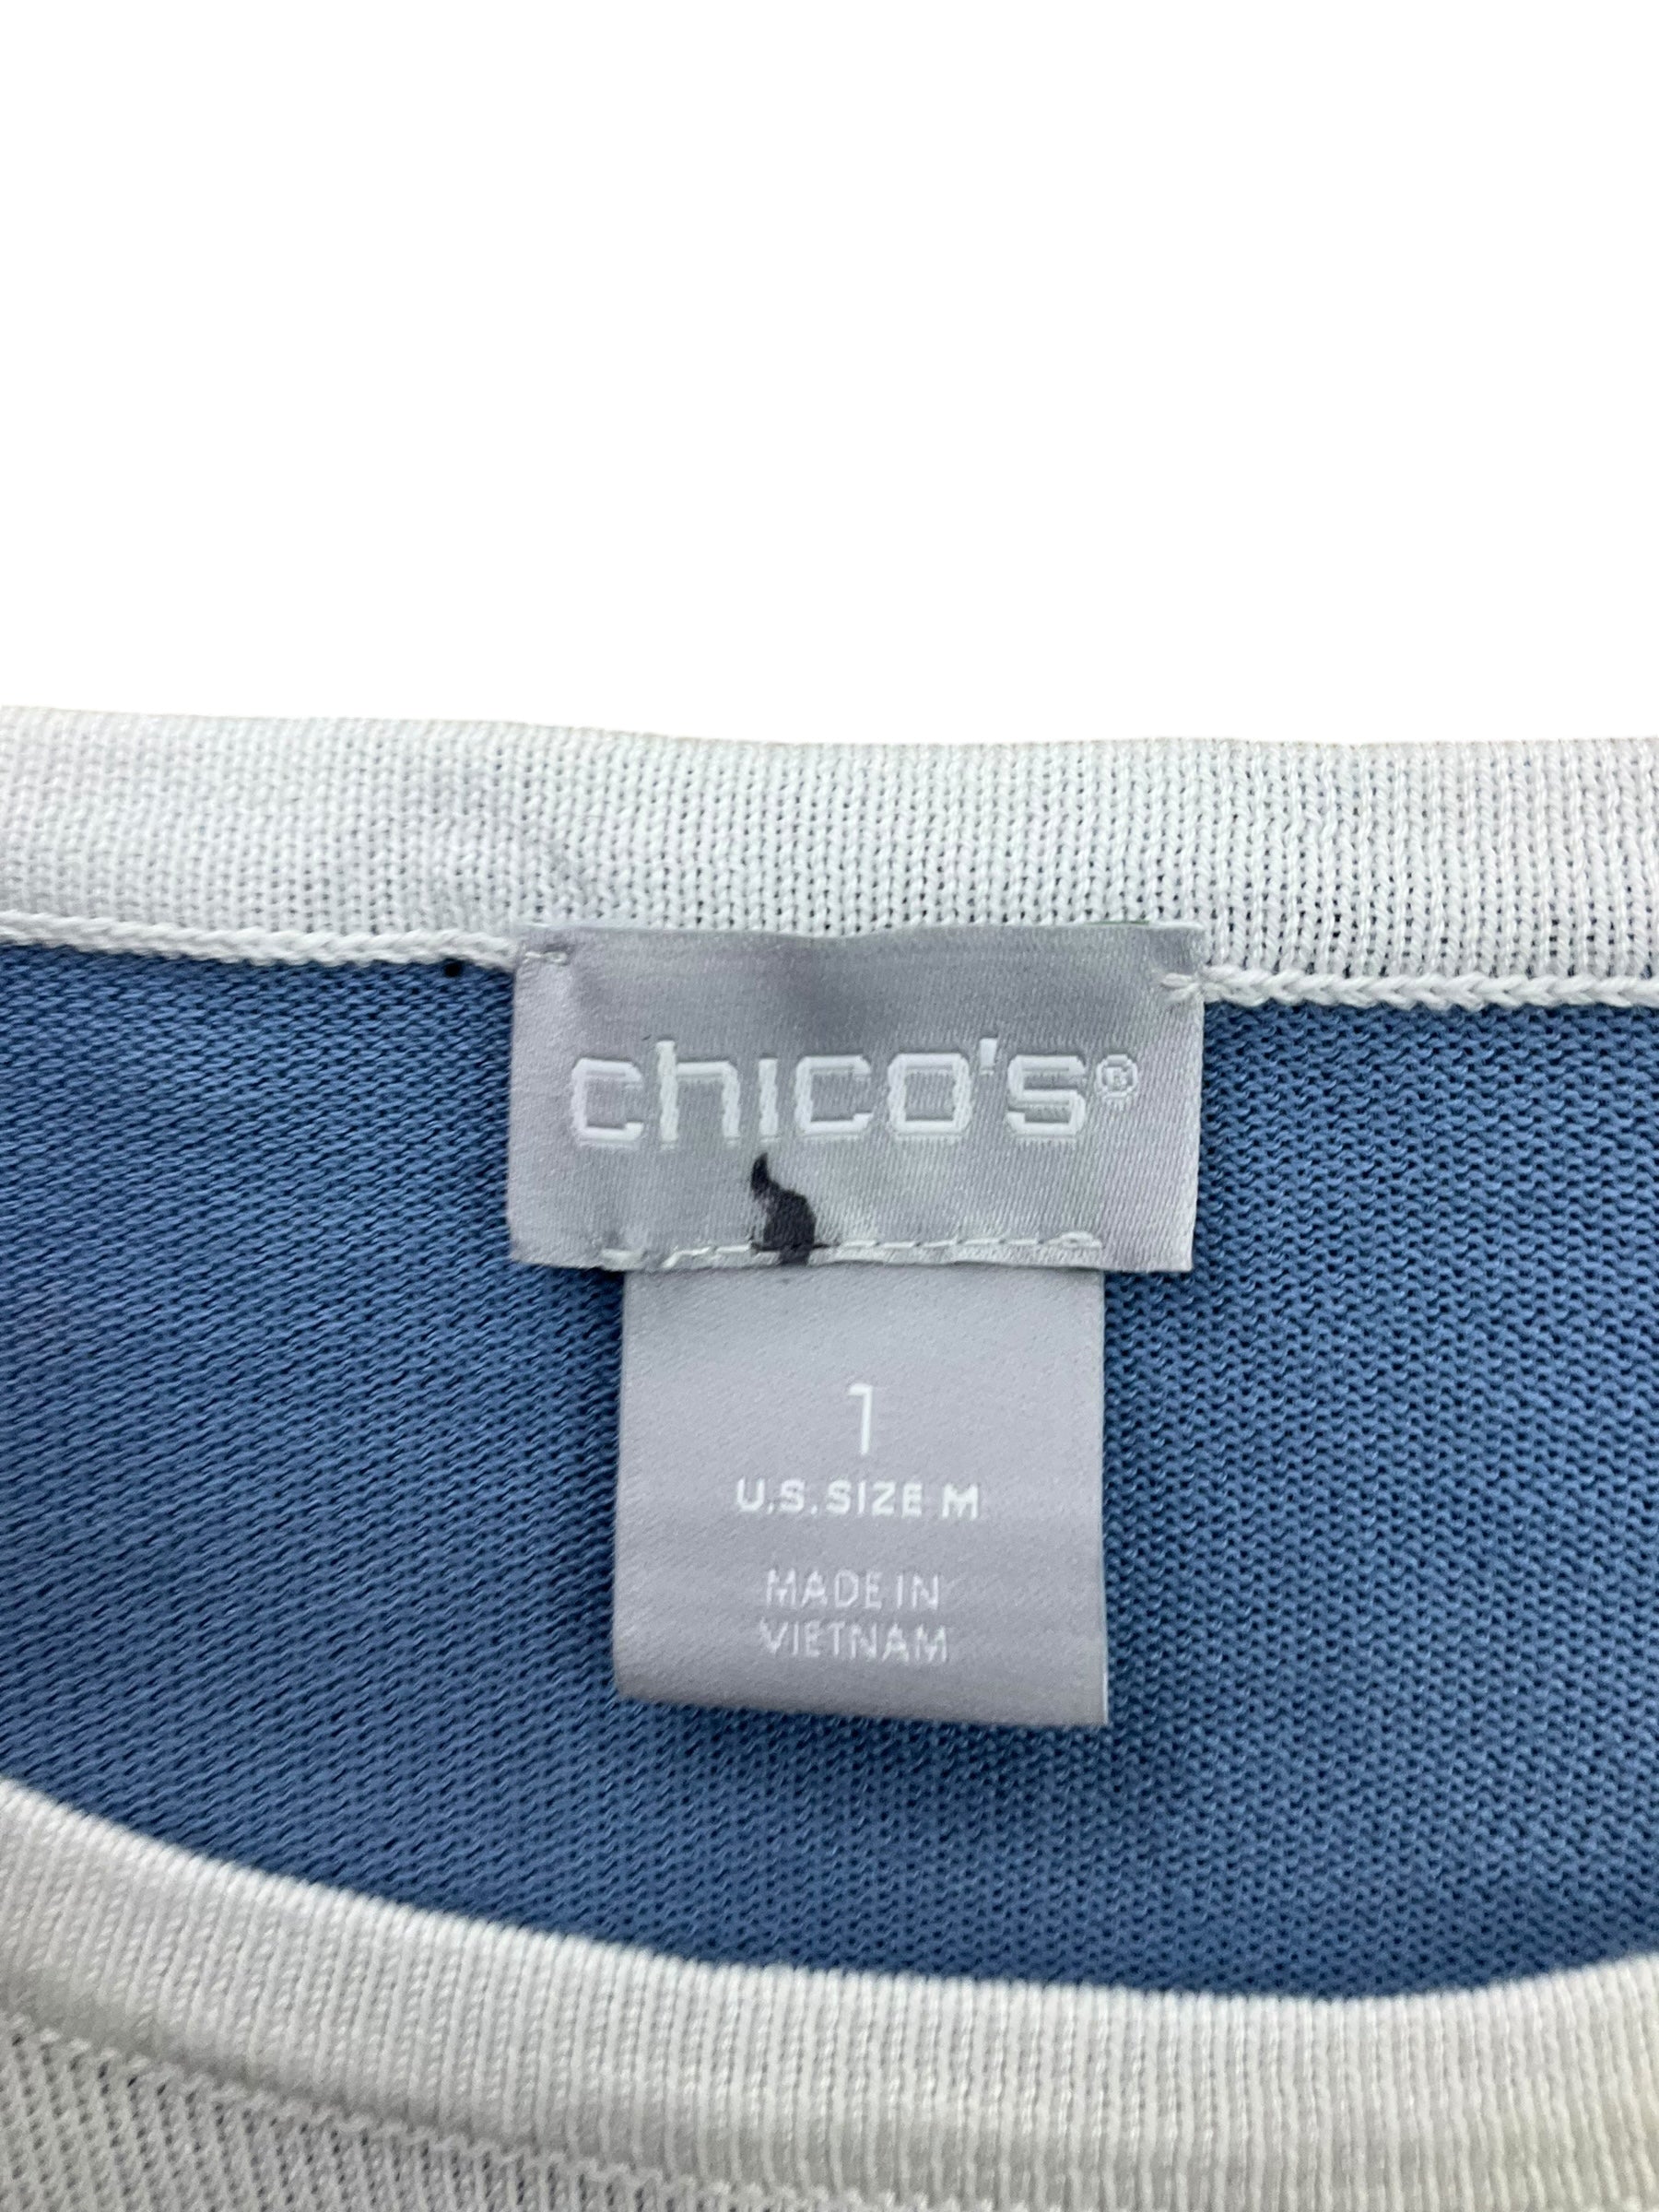 chico's®
1
U.S. SIZE M
MADE IN
VIETNAM